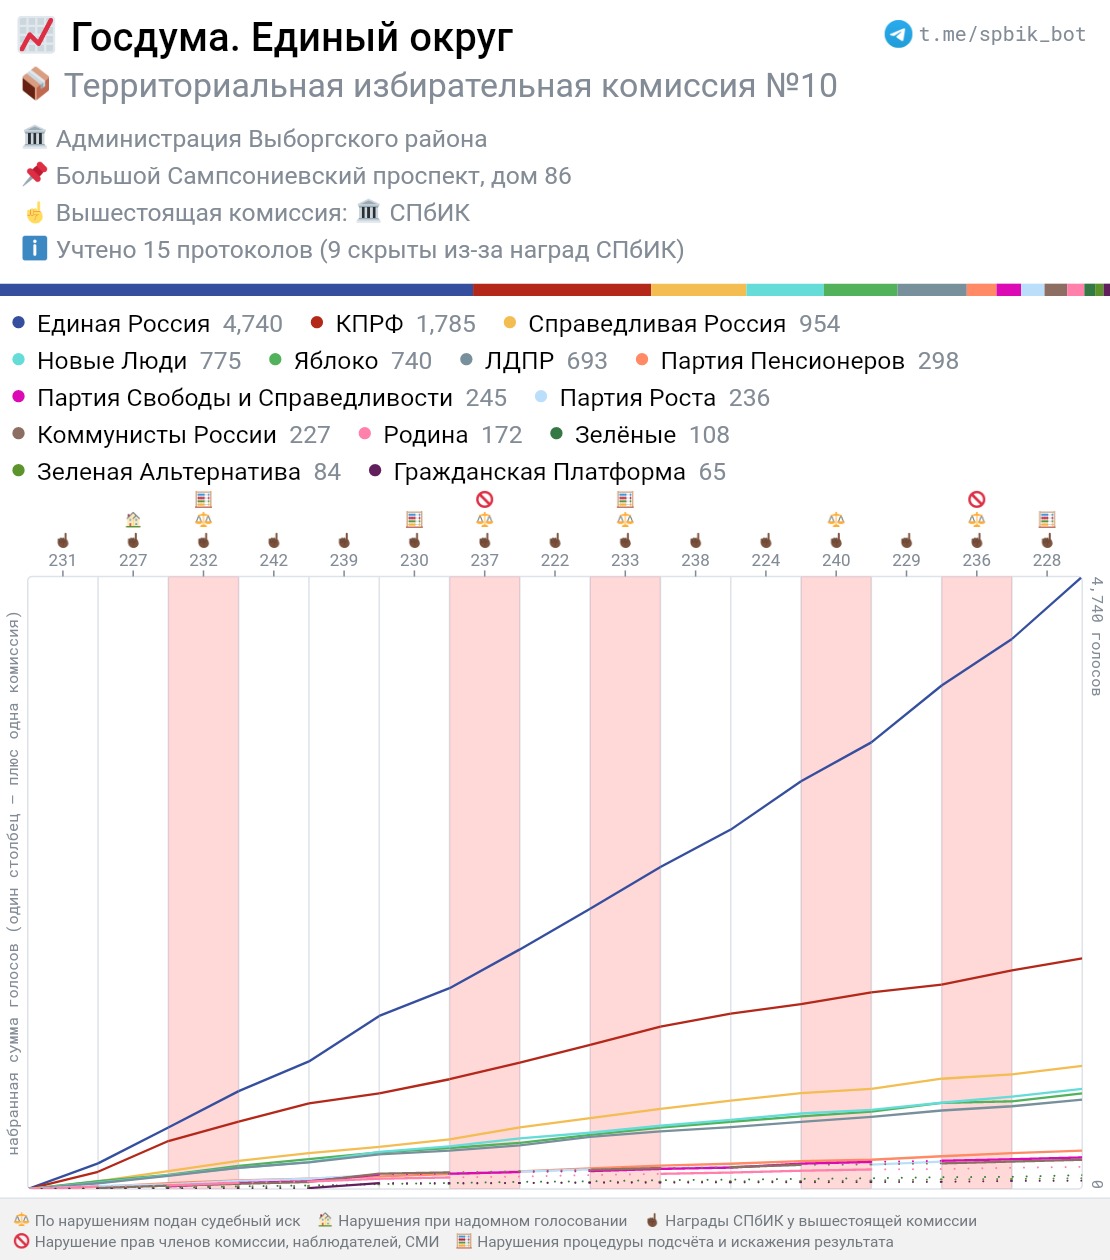 Госдума. Единый округ
t.me/spbik_bot
Территориальная избирательная комиссия №10
Администрация Выборгского района
Большой Сампсониевский проспект, дом 86
Вышестоящая комиссия: СПбИК
Учтено 15 протоколов (9 скрыты из-за наград СПбИК)
Единая Россия 4,740 КПРФ 1,785 Справедливая Россия 954
Новые Люди 775 Яблоко 740 ЛДПР 693 Партия Пенсионеров 298
Партия Свободы и Справедливости 245 Партия Роста 236
Коммунисты России 227 Родина 172 Зелёные 108
Зеленая Альтернатива 84 Гражданская Платформа 65
231 227 232 242 239 230 237 222 233 238 224 240 229 236 228
набранная сумма голосов (один столбец – плюс одна комиссия)
4,740 голосов
0
По нарушениям подан судебный иск Нарушения при надомном голосовании Награды СПбИК у вышестоящей комиссии
Нарушение прав членов комиссии, наблюдателей, СМИ Нарушения процедуры подсчёта и искажения результата